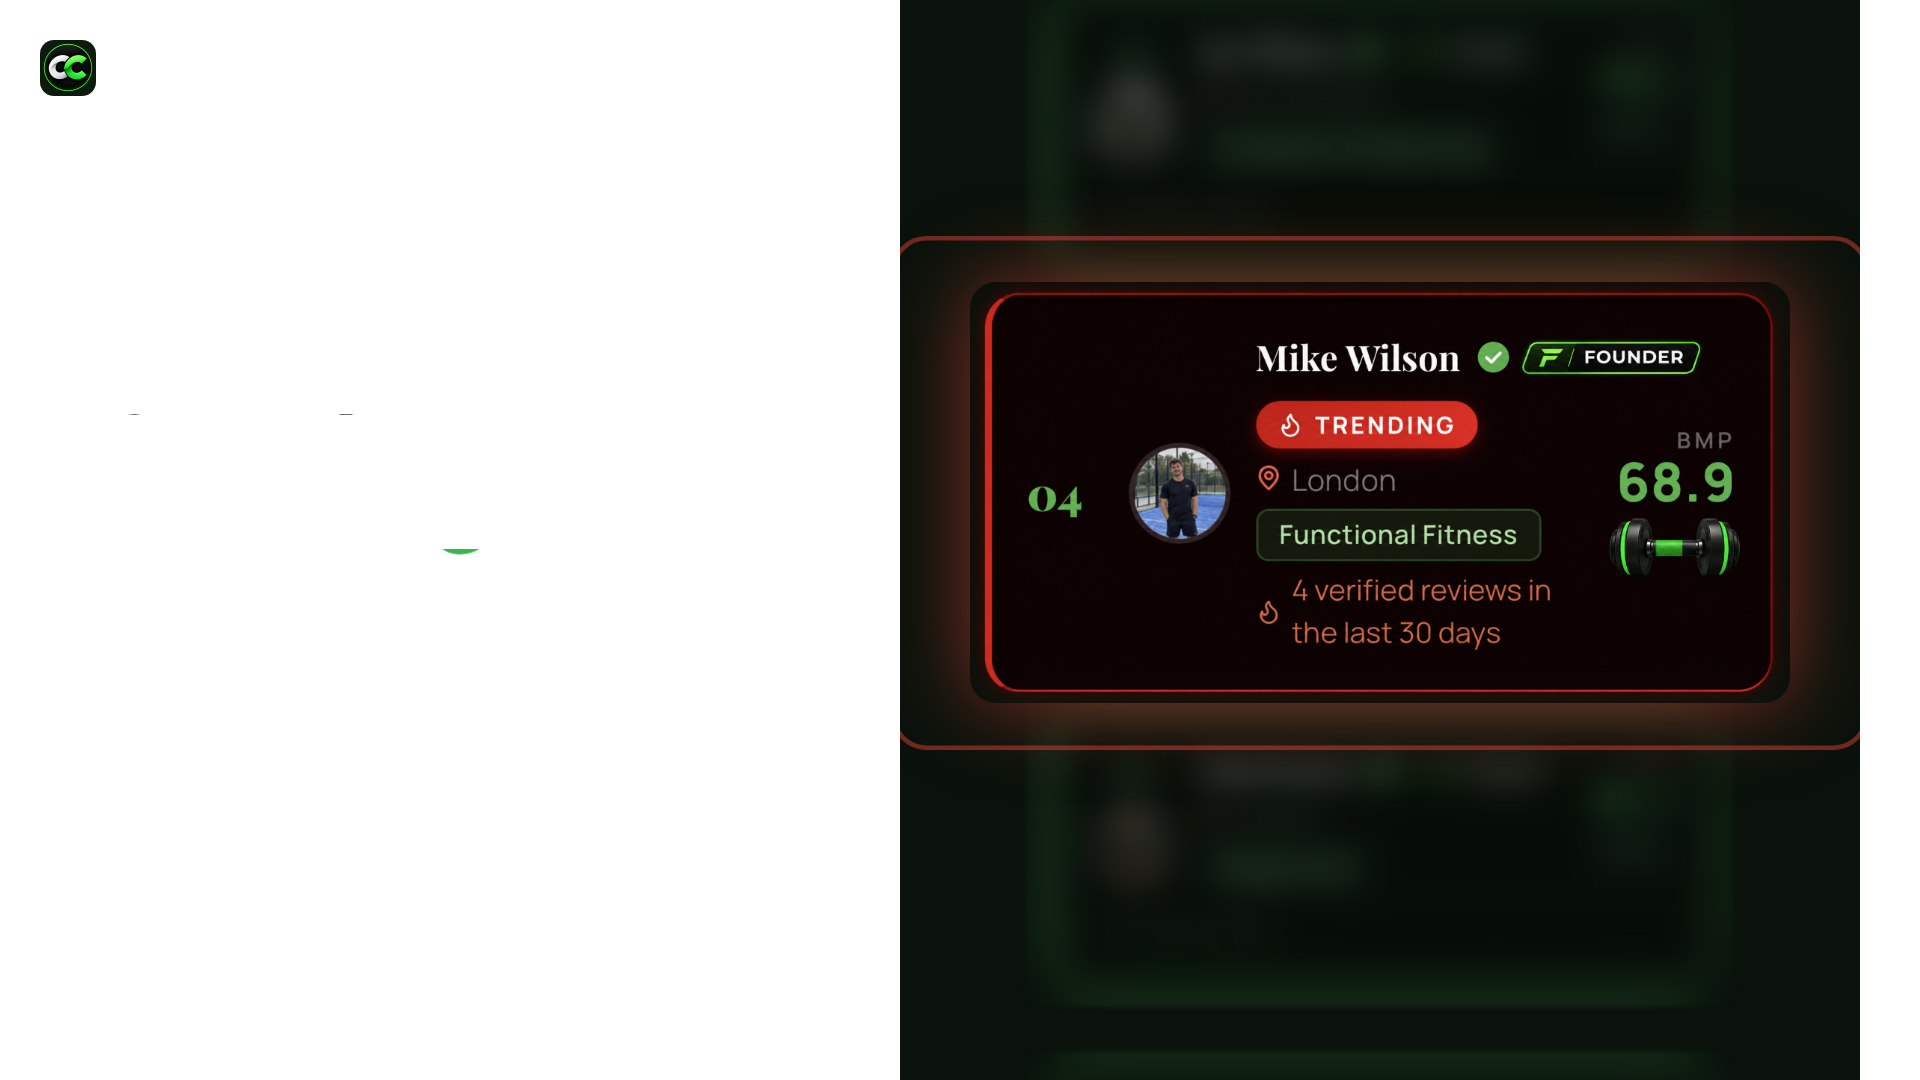 CC
Mike Wilson
FOUNDER
TRENDING
BMP
London
68.9
04
Functional Fitness
4 verified reviews in
the last 30 days